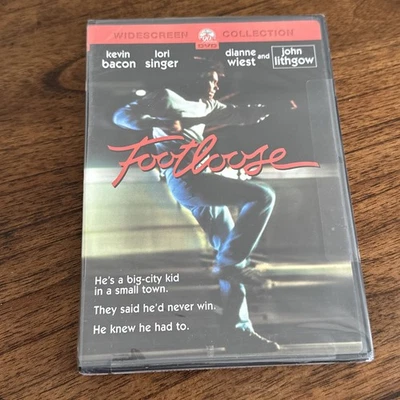 WIDESCREEN COLLECTION
DVD
kevin bacon
lori singer
dianne wiest
and
john lithgow
Footloose
He's a big-city kid
in a small town.
They said he'd never win.
He knew he had to.